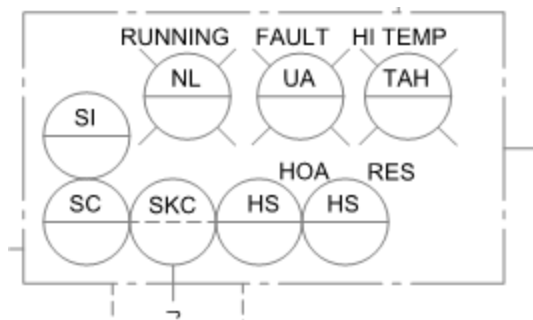 RUNNING FAULT HI TEMP
NL UA TAH
SI
HOA RES
SC SKC HS HS